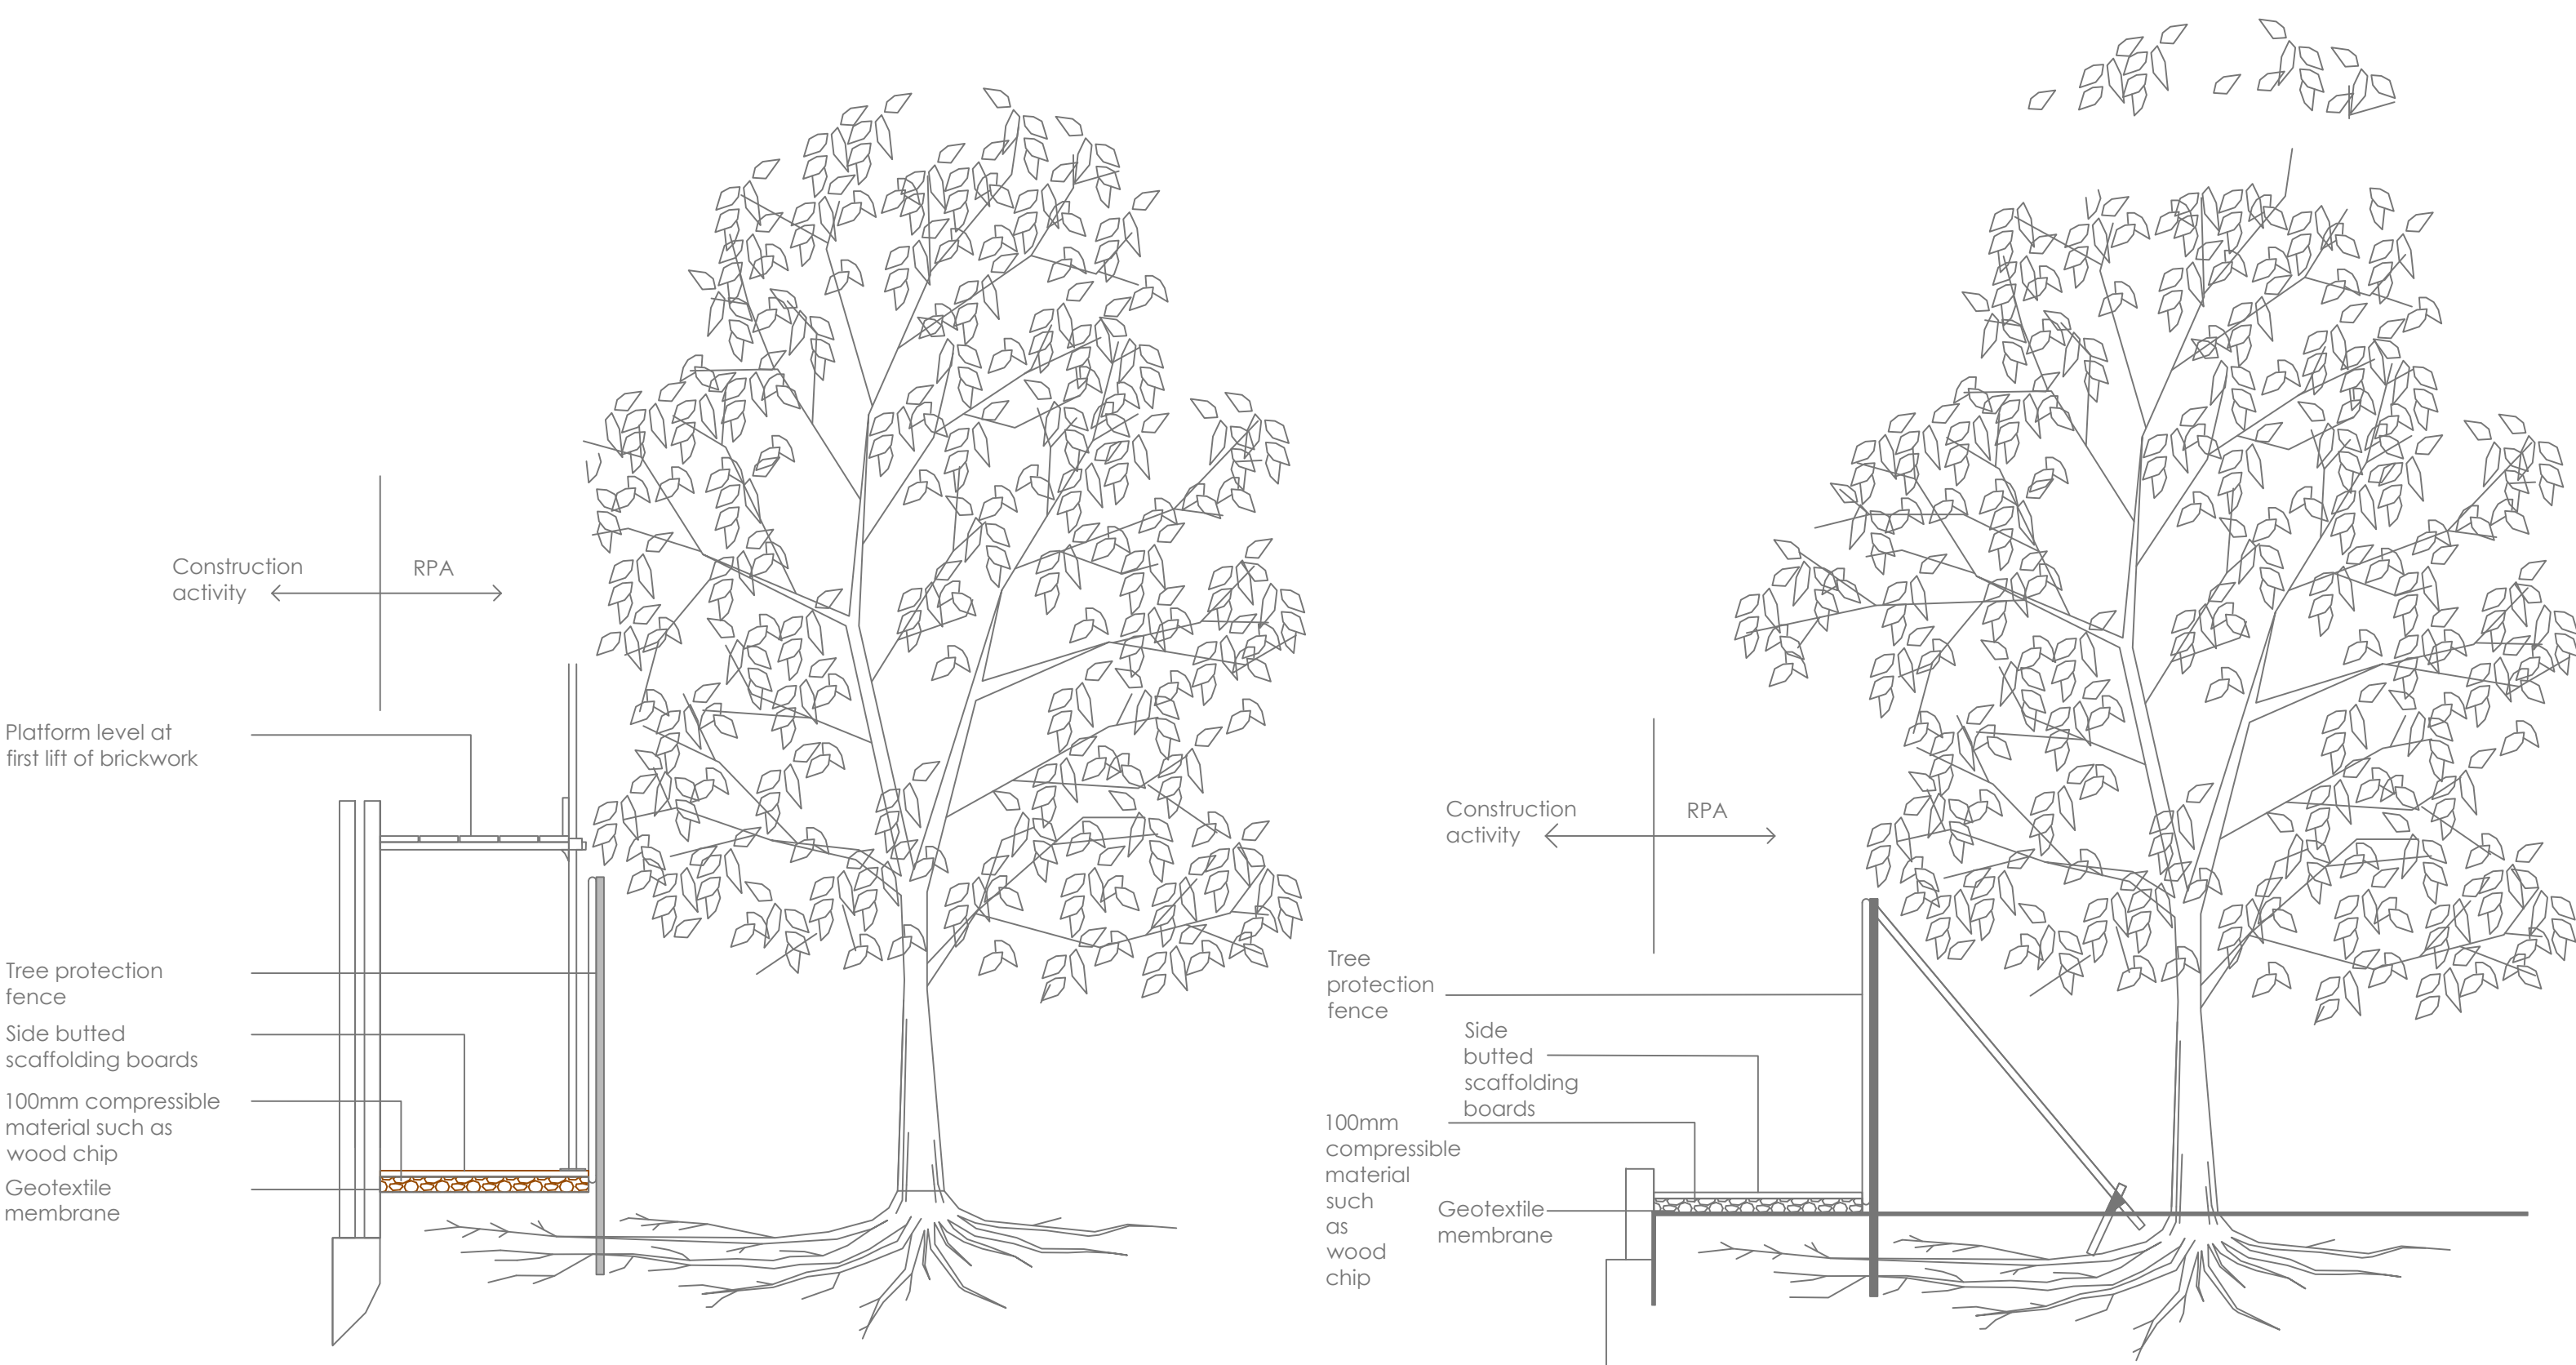 Construction
activity
RPA
Platform level at
first lift of brickwork
Tree protection
fence
Side butted
scaffolding boards
100mm compressible
material such as
wood chip
Geotextile
membrane
Construction
activity
RPA
Tree
protection
fence
Side
butted
scaffolding
boards
100mm
compressible
material
such
as
wood
chip
Geotextile
membrane